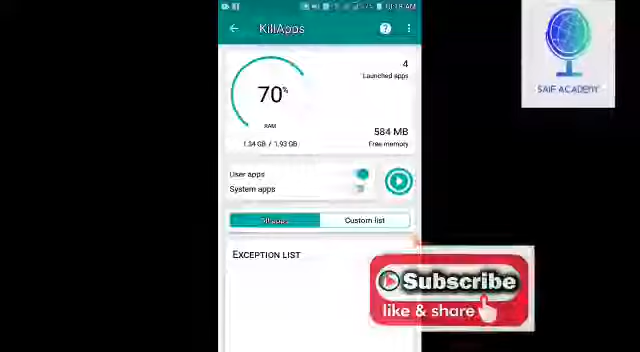 KillApps
?
70%
RAM
1.34 GB / 1.93 GB
4
Launched apps
584 MB
Free memory
User apps
System apps
Custom list
EXCEPTION LIST
SAIF ACADEMY
Subscribe
like & share